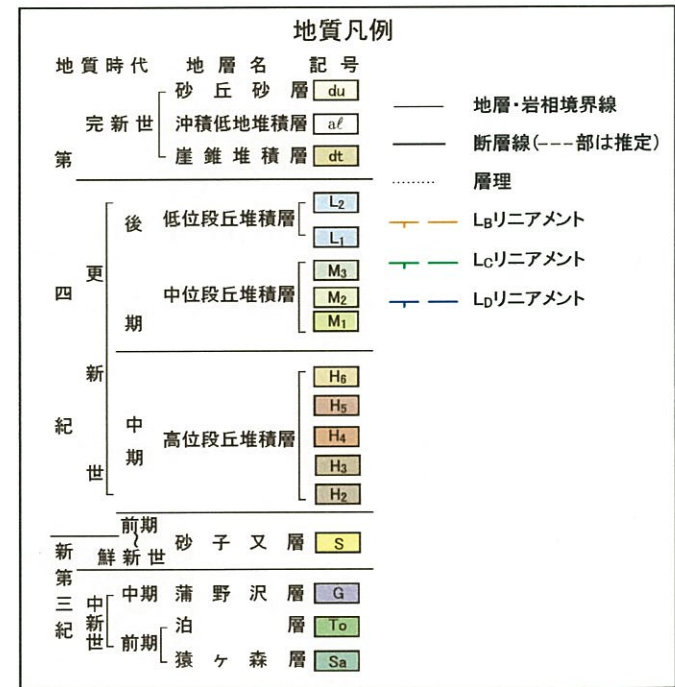 地質凡例
地質時代 地層名 記号
完新世 砂丘砂層 du
沖積低地堆積層 aℓ
崖錐堆積層 dt
第四紀
更新世
後期
低位段丘堆積層 L₂
L₁
中位段丘堆積層 M₃
M₂
M₁
中期
高位段丘堆積層 H₆
H₅
H₄
H₃
H₂
前期～鮮新世 砂子又層 S
新第三紀
中新世
中期 蒲野沢層 G
前期 泊層 To
猿ヶ森層 Sa
地層・岩相境界線
断層線(---部は推定)
層理
LBリニアメント
LCリニアメント
LDリニアメント